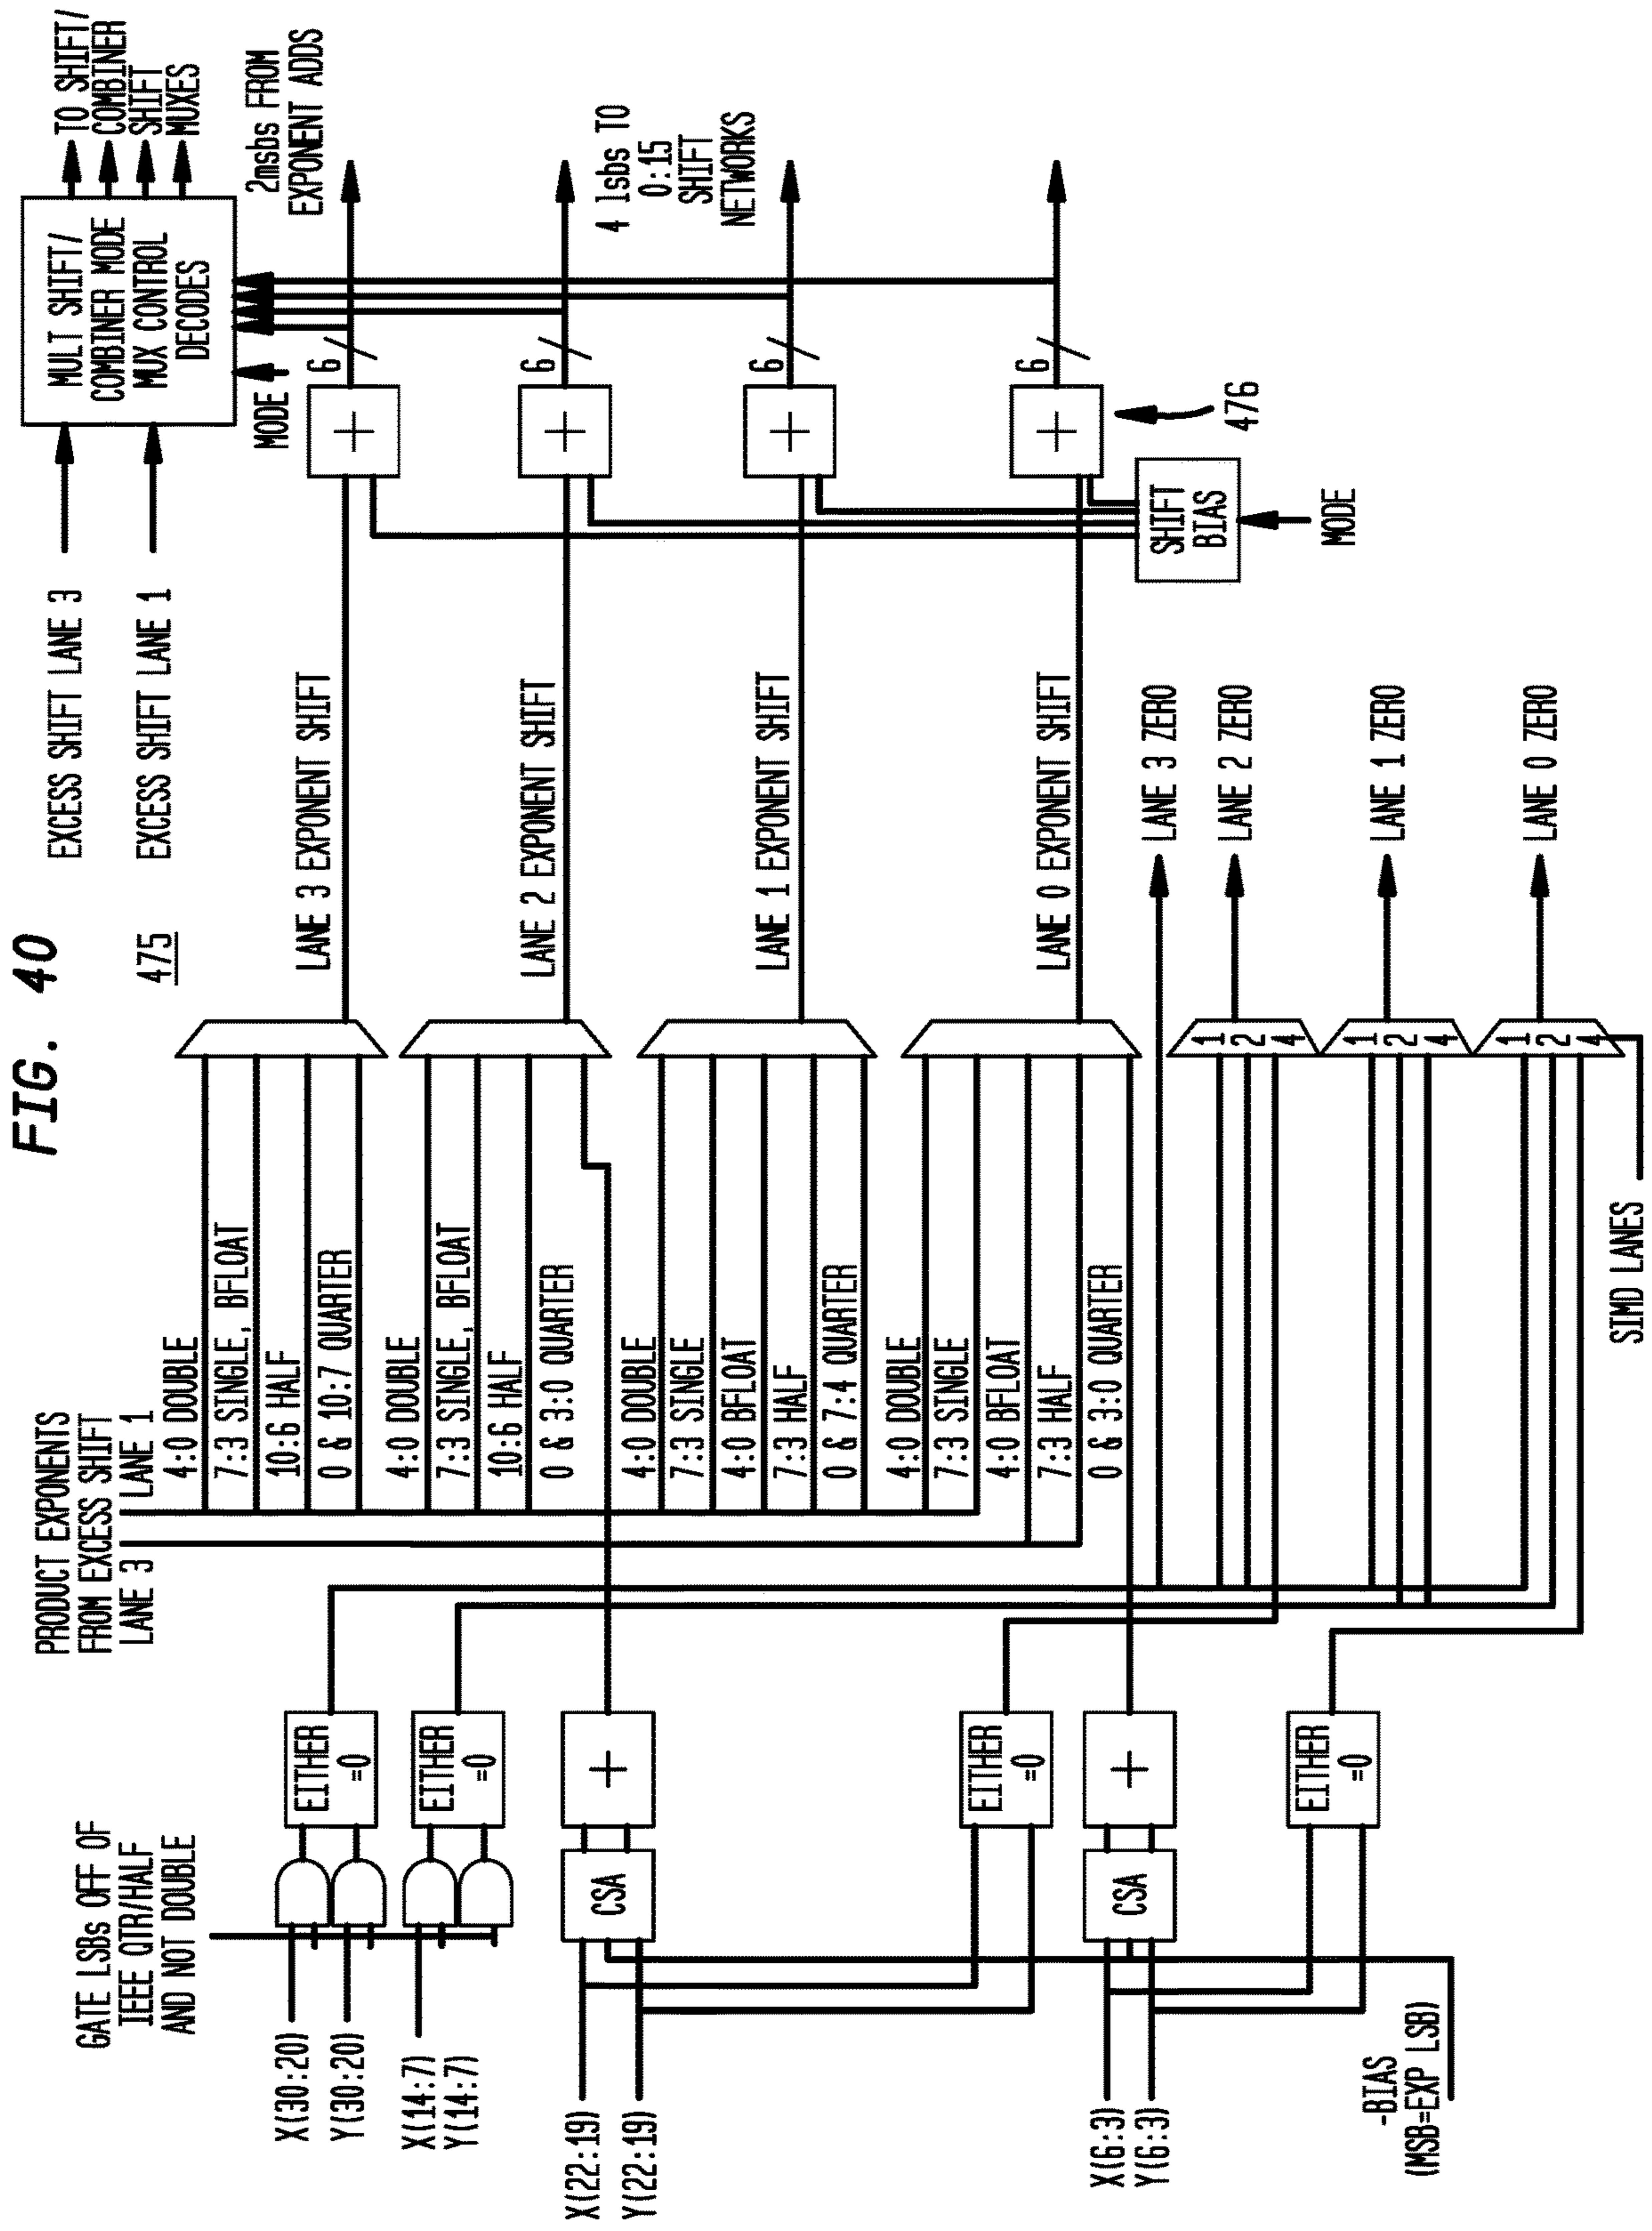 FIG. 40
475
GATE LSBs OFF OF
IEEE QTR/HALF
AND NOT DOUBLE
X(30:20)
Y(30:20)
X(14:7)
Y(14:7)
X(22:19)
Y(22:19)
X(6:3)
Y(6:3)
-BIAS
(MSB=EXP LSB)
EITHER
=0
EITHER
=0
CSA
+
EITHER
=0
CSA
+
EITHER
=0
PRODUCT EXPONENTS
FROM EXCESS SHIFT
LANE 3 LANE 1
4:0 DOUBLE
7:3 SINGLE, BFLOAT
10:6 HALF
0 & 10:7 QUARTER
4:0 DOUBLE
7:3 SINGLE, BFLOAT
10:6 HALF
0 & 3:0 QUARTER
4:0 DOUBLE
7:3 SINGLE
4:0 BFLOAT
7:3 HALF
0 & 7:4 QUARTER
4:0 DOUBLE
7:3 SINGLE
4:0 BFLOAT
7:3 HALF
0 & 3:0 QUARTER
SIMD LANES
1
2
4
1
2
4
1
2
4
EXCESS SHIFT LANE 3
EXCESS SHIFT LANE 1
LANE 3 EXPONENT SHIFT
LANE 2 EXPONENT SHIFT
LANE 1 EXPONENT SHIFT
LANE 0 EXPONENT SHIFT
LANE 3 ZERO
LANE 2 ZERO
LANE 1 ZERO
LANE 0 ZERO
SHIFT
BIAS
MODE
+
+
+
+
476
6
6
6
6
MODE
MULT SHIFT/
COMBINER MODE
MUX CONTROL
DECODES
TO SHIFT/
COMBINER
SHIFT
MUXES
2msbs FROM
EXPONENT ADDS
4 lsbs TO
0:15
SHIFT
NETWORKS